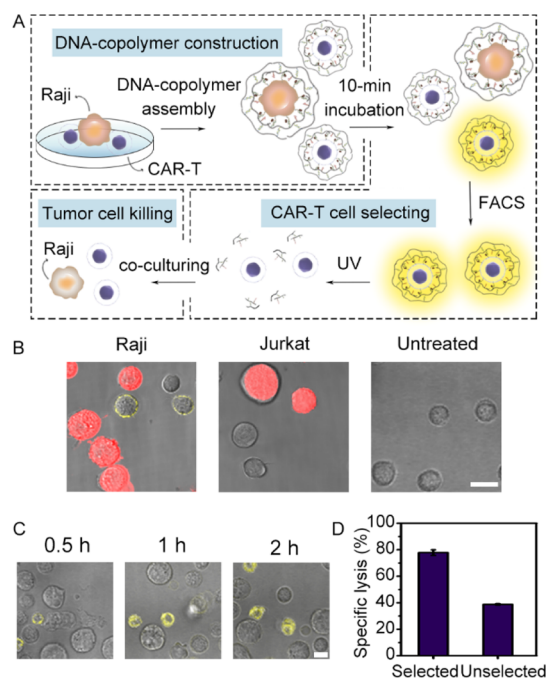 A
DNA-copolymer construction
Raji
DNA-copolymer
assembly
10-min
incubation
CAR-T
FACS
Tumor cell killing
CAR-T cell selecting
Raji
co-culturing
UV
B
Raji
Jurkat
Untreated
C
0.5 h
1 h
2 h
D
Specific lysis (%)
100
80
60
40
20
0
Selected
Unselected